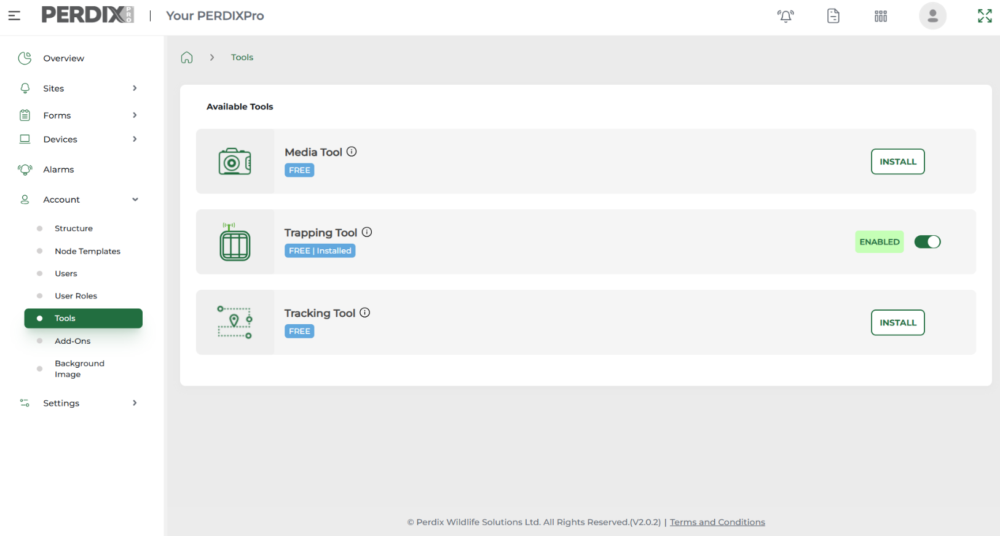 PERDIX PRO | Your PERDIXPro
Overview
Sites
Forms
Devices
Alarms
Account
Structure
Node Templates
Users
User Roles
Tools
Add-Ons
Background
Image
Settings
Tools
Available Tools
Media Tool
FREE
INSTALL
Trapping Tool
FREE | Installed
ENABLED
Tracking Tool
FREE
INSTALL
© Perdix Wildlife Solutions Ltd. All Rights Reserved.(V2.0.2) | Terms and Conditions